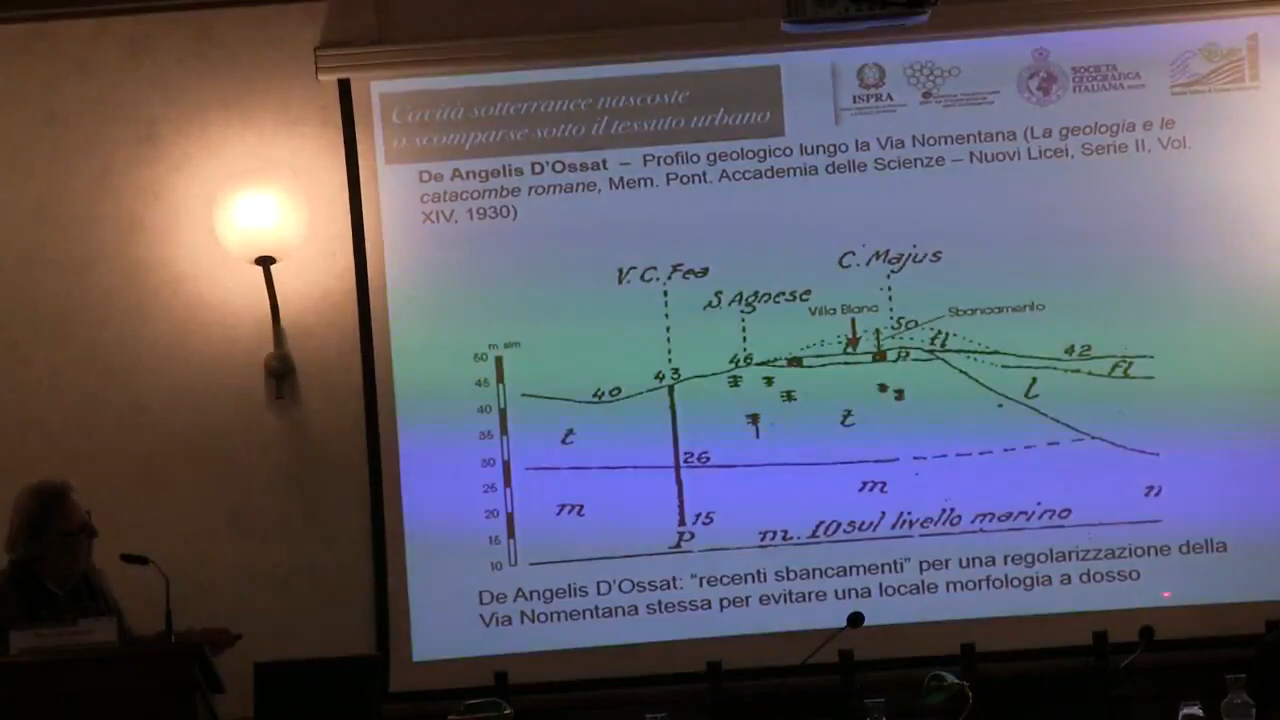 Cavità sotterranee nascoste
o scomparse sotto il tessuto urbano
ISPRA
SOCIETÀ
GEOGRAFICA
ITALIANA
De Angelis D'Ossat – Profilo geologico lungo la Via Nomentana (La geologia e le
catacombe romane, Mem. Pont. Accademia delle Scienze – Nuovi Licei, Serie II, Vol.
XIV, 1930)
V. C. Fea
S. Agnese
C. Majus
Villa Blanc
Sbancamento
m slm
50
45
40
35
30
25
20
15
10
40
43
46
50
42
tl
p
fl
l
t
t
26
m
m
n
15
P
m. 10 sul livello marino
De Angelis D'Ossat: "recenti sbancamenti" per una regolarizzazione della
Via Nomentana stessa per evitare una locale morfologia a dosso